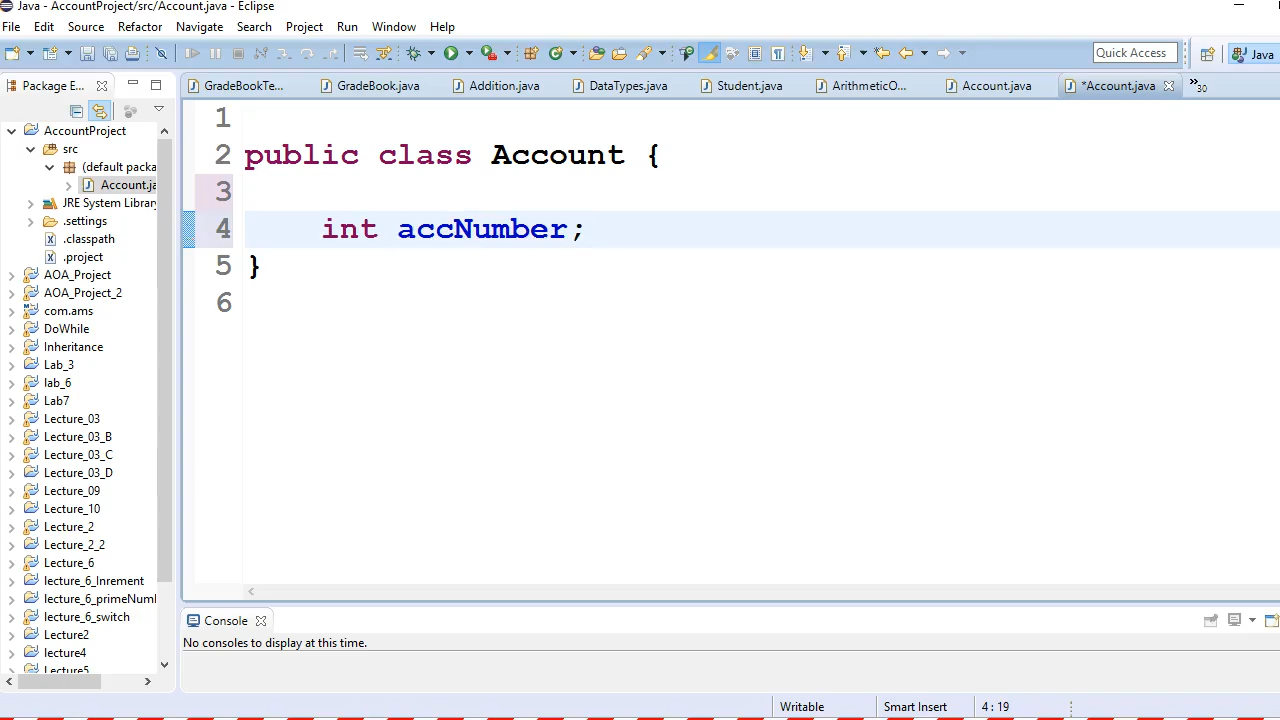 Java - AccountProject/src/Account.java - Eclipse
File Edit Source Refactor Navigate Search Project Run Window Help
Quick Access
Java
Package E...
GradeBookTe...
GradeBook.java
Addition.java
DataTypes.java
Student.java
ArithmeticO...
Account.java
*Account.java
»30
AccountProject
src
(default packa
Account.ja
JRE System Library
.settings
.classpath
.project
AOA_Project
AOA_Project_2
com.ams
DoWhile
Inheritance
Lab_3
lab_6
Lab7
Lecture_03
Lecture_03_B
Lecture_03_C
Lecture_03_D
Lecture_09
Lecture_10
Lecture_2
Lecture_2_2
Lecture_6
lecture_6_Inrement
lecture_6_primeNuml
lecture_6_switch
Lecture2
lecture4
Lecture5
1
2 public class Account {
3
4 int accNumber;
5 }
6
Console
No consoles to display at this time.
Writable
Smart Insert
4 : 19